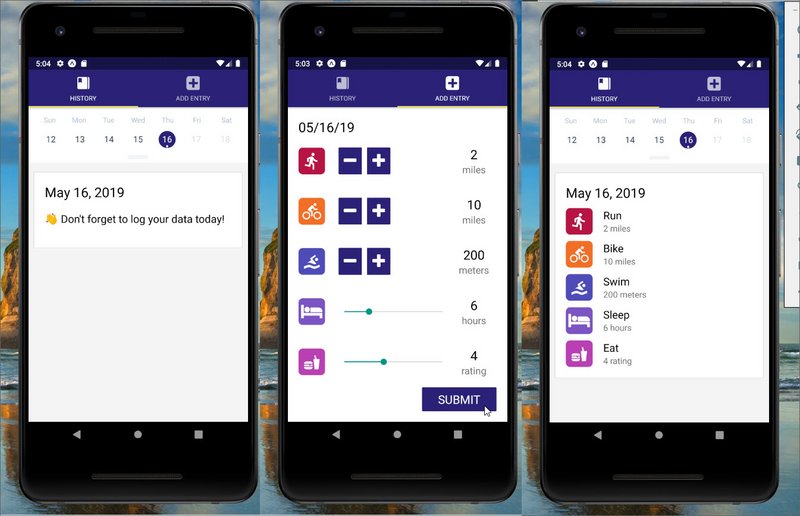 5:04
HISTORY ADD ENTRY
Sun Mon Tue Wed Thu Fri Sat
12 13 14 15 16 17 18
May 16, 2019
👋 Don't forget to log your data today!
5:03
HISTORY ADD ENTRY
05/16/19
2
miles
10
miles
200
meters
6
hours
4
rating
SUBMIT
5:04
HISTORY ADD ENTRY
Sun Mon Tue Wed Thu Fri Sat
12 13 14 15 16 17 18
May 16, 2019
Run
2 miles
Bike
10 miles
Swim
200 meters
Sleep
6 hours
Eat
4 rating